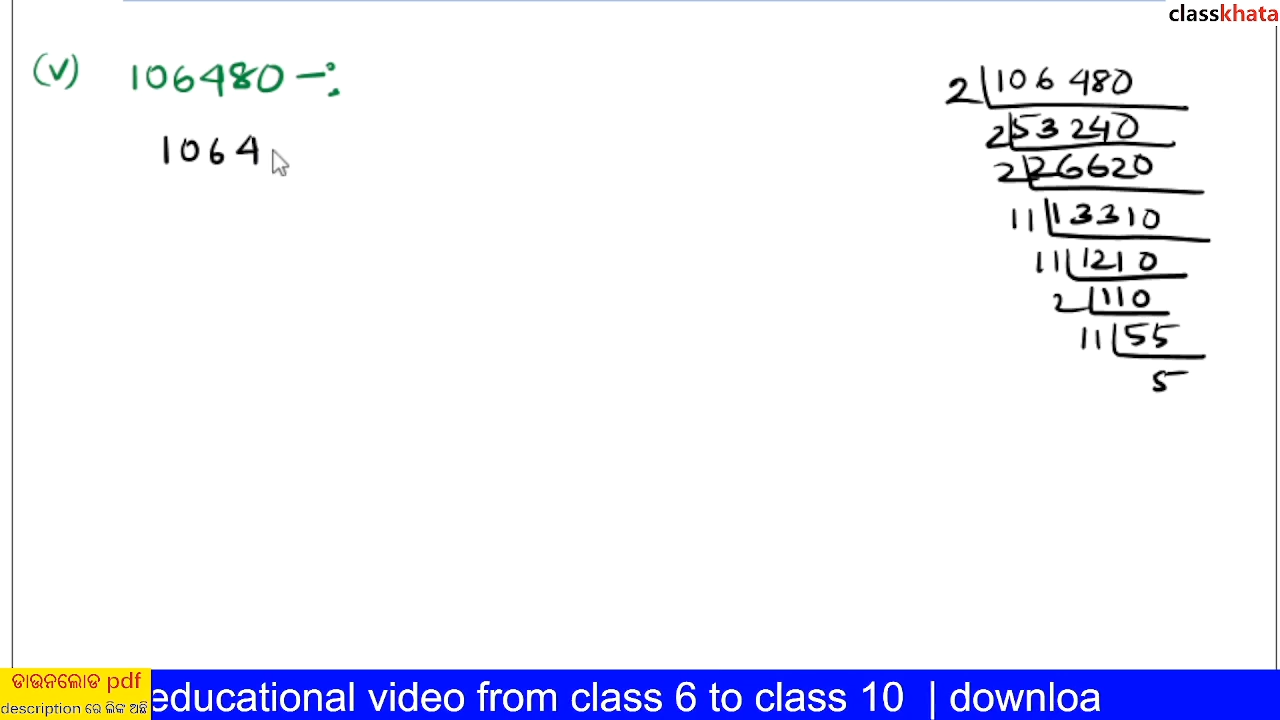 classkhata
(v) 106480 -:
1064
2 106480
2 53240
2 26620
11 13310
11 1210
2 110
11 55
5
ଡାଉନଲୋଡ pdf
description ରେ ଲିଙ୍କ ଅଛି
educational video from class 6 to class 10 | downloa